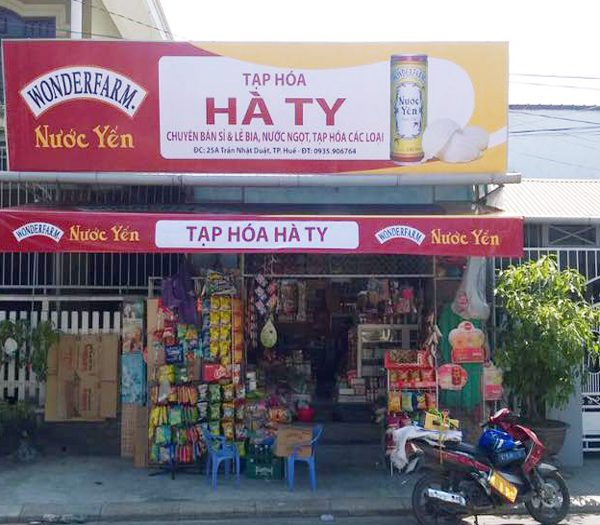 WONDERFARM.
Nước Yến
TẠP HÓA
HÀ TY
CHUYÊN BÁN SỈ & LẺ BIA, NƯỚC NGỌT, TẠP HÓA CÁC LOẠI
ĐC: 25A Trần Nhật Duật, TP. Huế - ĐT: 0935.906764
Nước
Yến
WONDERFARM
Nước Yến
TẠP HÓA HÀ TY
WONDERFARM
Nước Yến